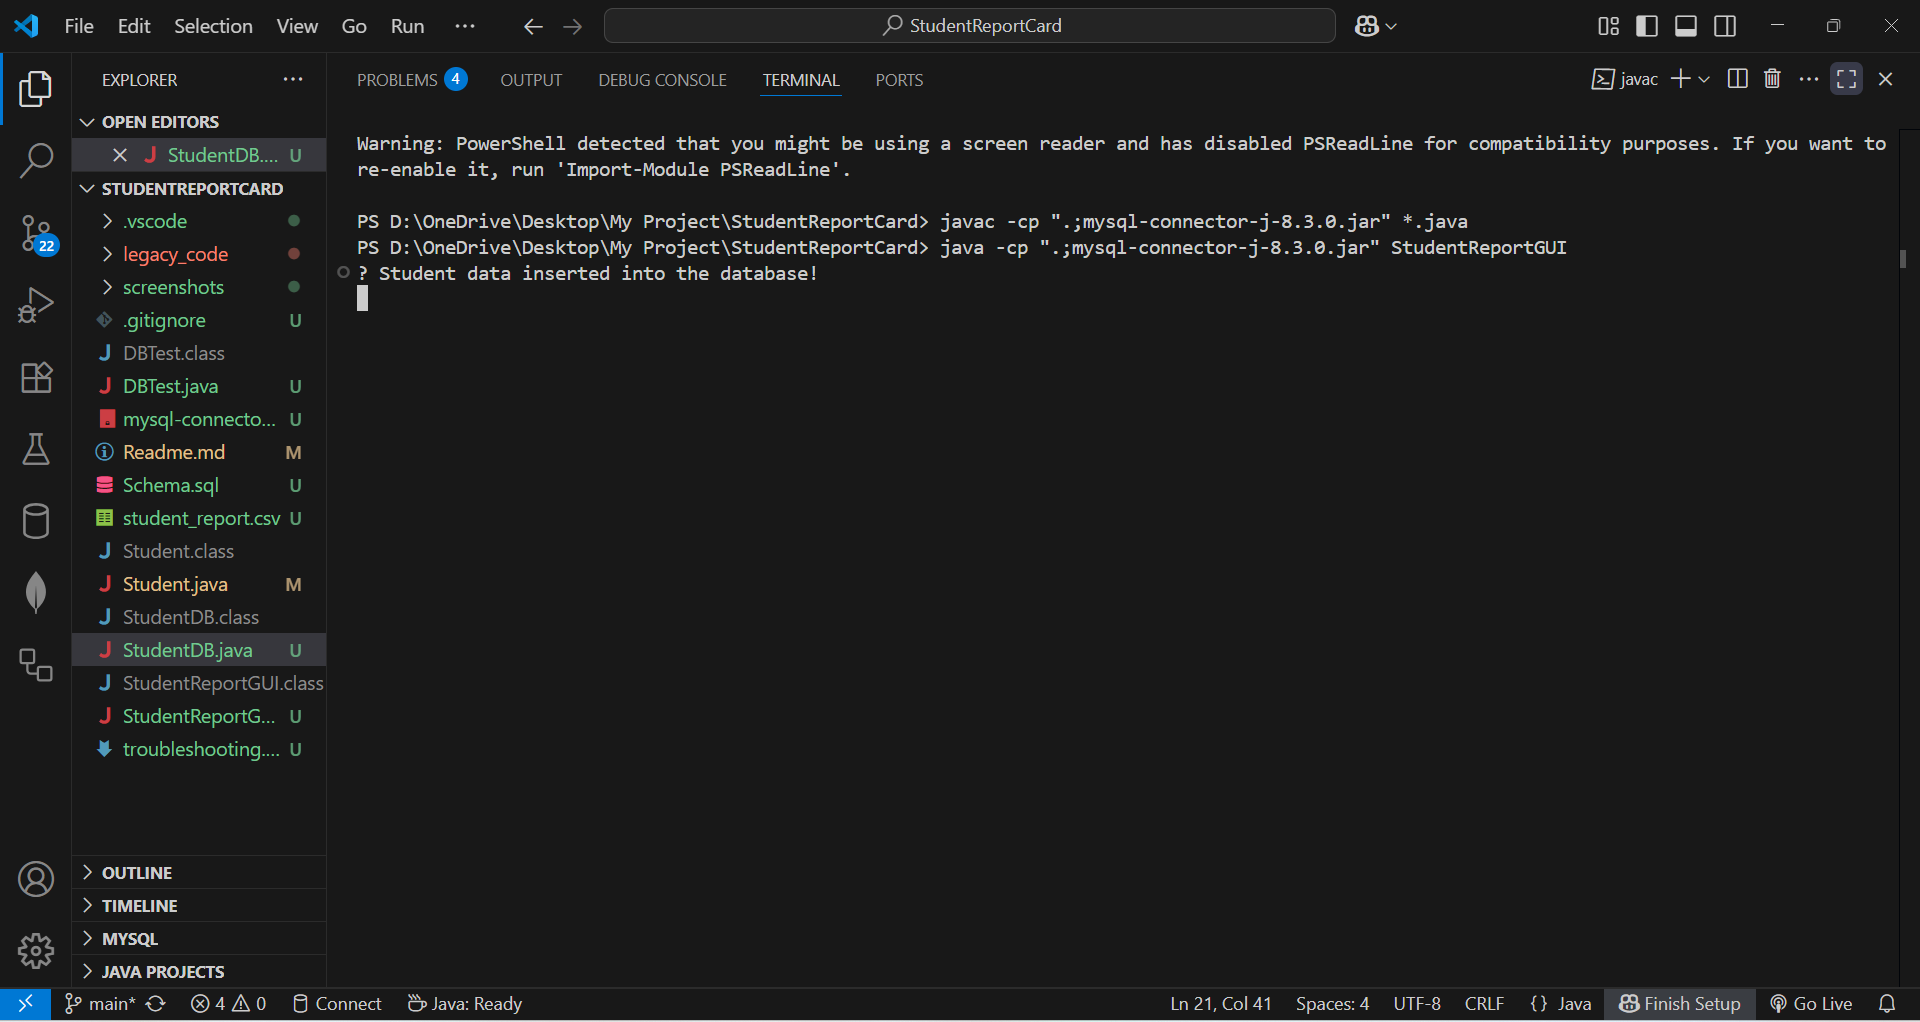 File Edit Selection View Go Run ··· StudentReportCard
EXPLORER ···
OPEN EDITORS
StudentDB.... U
STUDENTREPORTCARD
.vscode
legacy_code
screenshots
.gitignore U
DBTest.class
DBTest.java U
mysql-connecto... U
Readme.md M
Schema.sql U
student_report.csv U
Student.class
Student.java M
StudentDB.class
StudentDB.java U
StudentReportGUI.class
StudentReportG... U
troubleshooting.... U
OUTLINE
TIMELINE
MYSQL
JAVA PROJECTS
22
PROBLEMS 4 OUTPUT DEBUG CONSOLE TERMINAL PORTS javac
Warning: PowerShell detected that you might be using a screen reader and has disabled PSReadLine for compatibility purposes. If you want to
re-enable it, run 'Import-Module PSReadLine'.
PS D:\OneDrive\Desktop\My Project\StudentReportCard> javac -cp ".;mysql-connector-j-8.3.0.jar" *.java
PS D:\OneDrive\Desktop\My Project\StudentReportCard> java -cp ".;mysql-connector-j-8.3.0.jar" StudentReportGUI
? Student data inserted into the database!
main* 4 0 Connect Java: Ready Ln 21, Col 41 Spaces: 4 UTF-8 CRLF {} Java Finish Setup Go Live